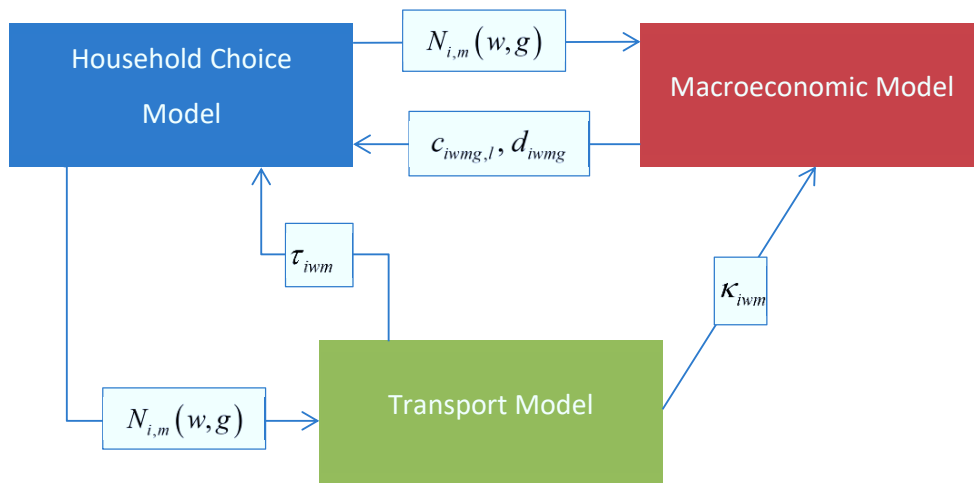 Household Choice
Model
N_{i,m}(w,g)
Macroeconomic Model
c_{iwmg,l}, d_{iwmg}
τ_{iwm}
κ_{iwm}
Transport Model
N_{i,m}(w,g)